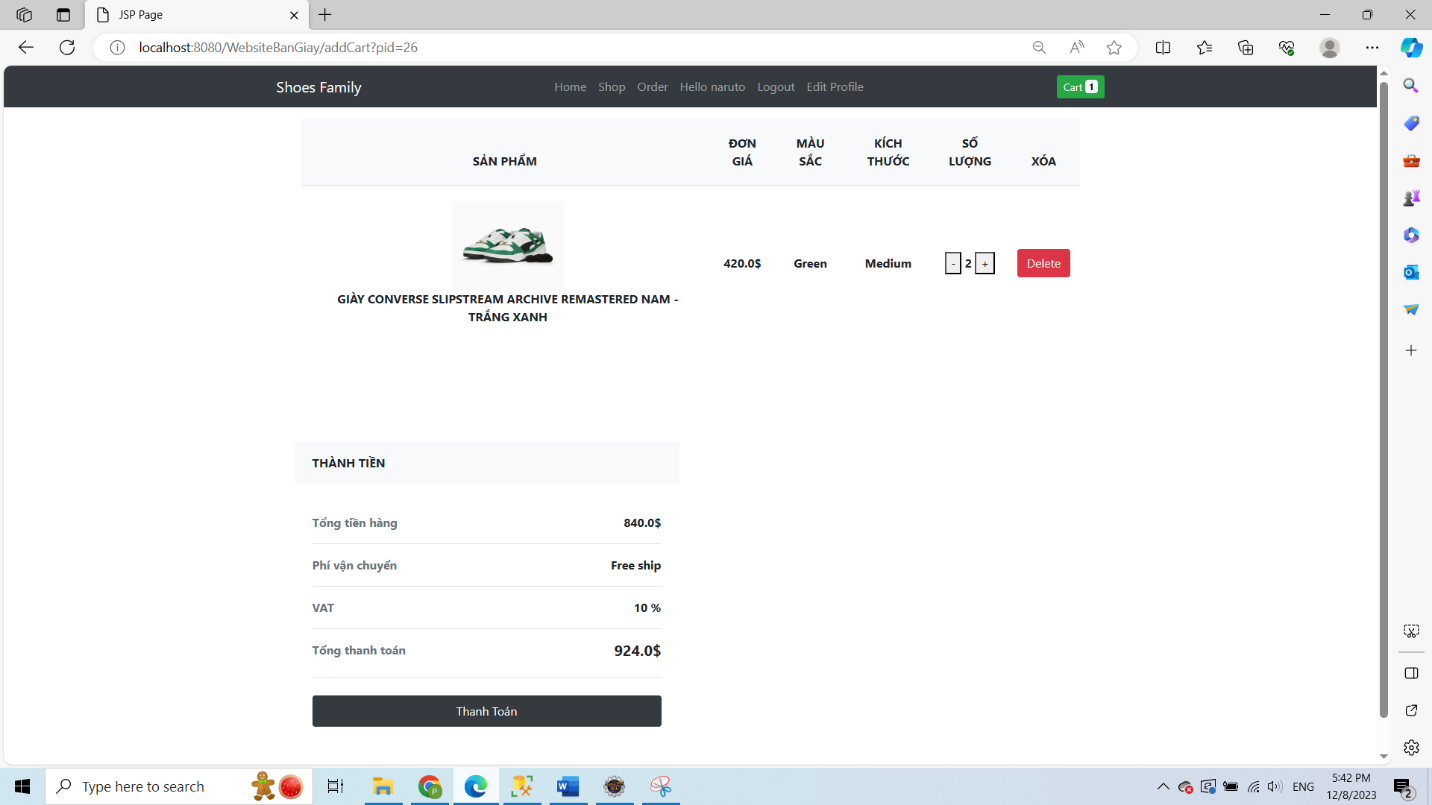 JSP Page
localhost:8080/WebsiteBanGiay/addCart?pid=26
Shoes Family
Home Shop Order Hello naruto Logout Edit Profile
Cart 1
SẢN PHẨM
ĐƠN
GIÁ
MÀU
SẮC
KÍCH
THƯỚC
SỐ
LƯỢNG
XÓA
GIÀY CONVERSE SLIPSTREAM ARCHIVE REMASTERED NAM -
TRẮNG XANH
420.0$
Green
Medium
- 2 +
Delete
THÀNH TIỀN
Tổng tiền hàng 840.0$
Phí vận chuyển Free ship
VAT 10 %
Tổng thanh toán 924.0$
Thanh Toán
Type here to search
ENG
5:42 PM
12/8/2023
2